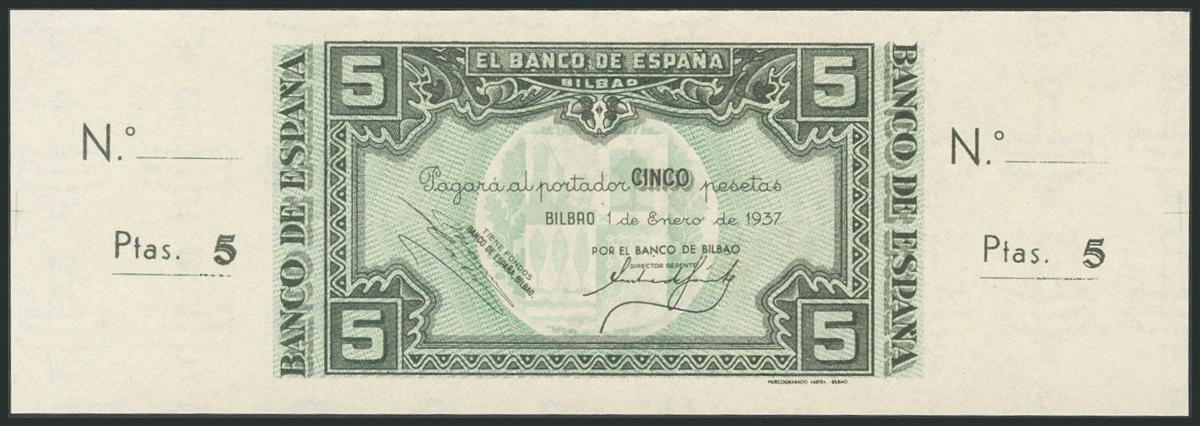 N.º
Ptas. 5
BANCO DE ESPAÑA
5
5
EL BANCO DE ESPAÑA
BILBAO
Pagará al portador CINCO pesetas
BILBAO 1 de Enero de 1937
TIENE FONDOS
BANCO DE ESPAÑA, BILBAO.
POR EL BANCO DE BILBAO
DIRECTOR GERENTE
5
5
HUECOGRABADO «ARTE». - BILBAO
BANCO DE ESPAÑA
N.º
Ptas. 5